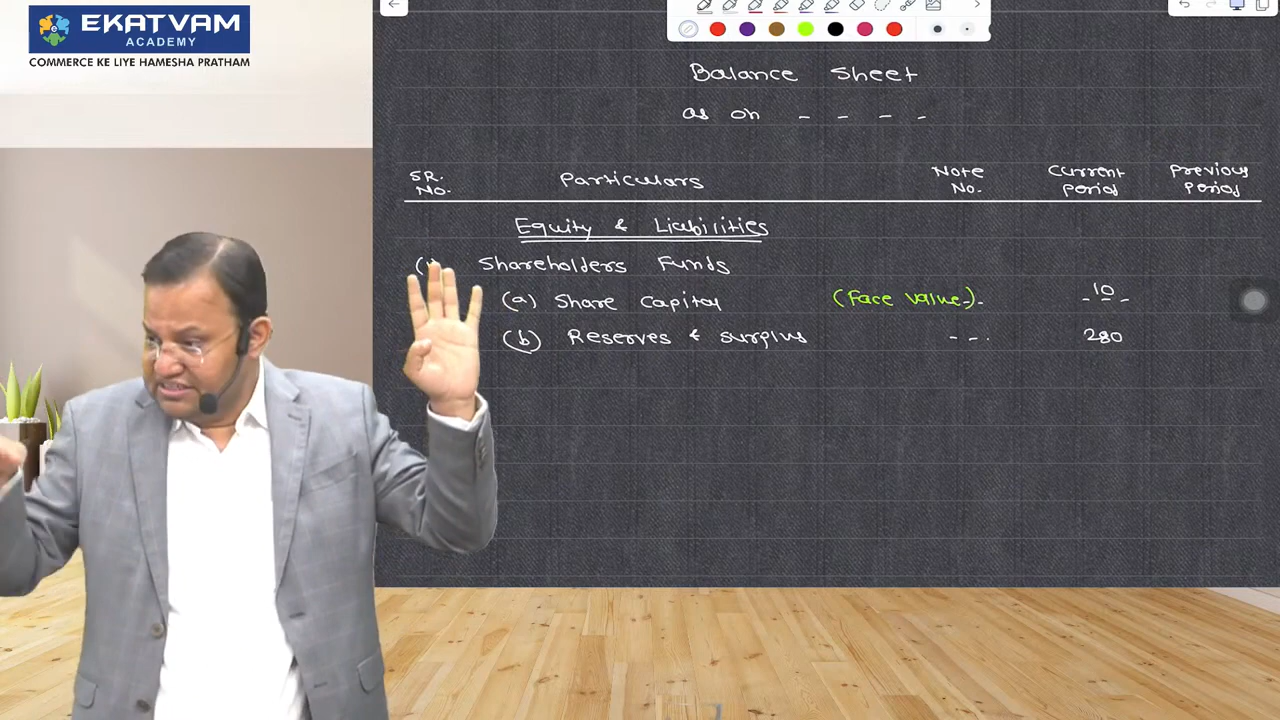 EKATVAM
ACADEMY
COMMERCE KE LIYE HAMESHA PRATHAM
Balance Sheet
as on - - - -
SR. No. Particulars Note No. Current Period Previous Period
Equity & Liabilities
Shareholders Funds
(a) Share Capital (Face Value) 10
(b) Reserves & Surplus - - . 280